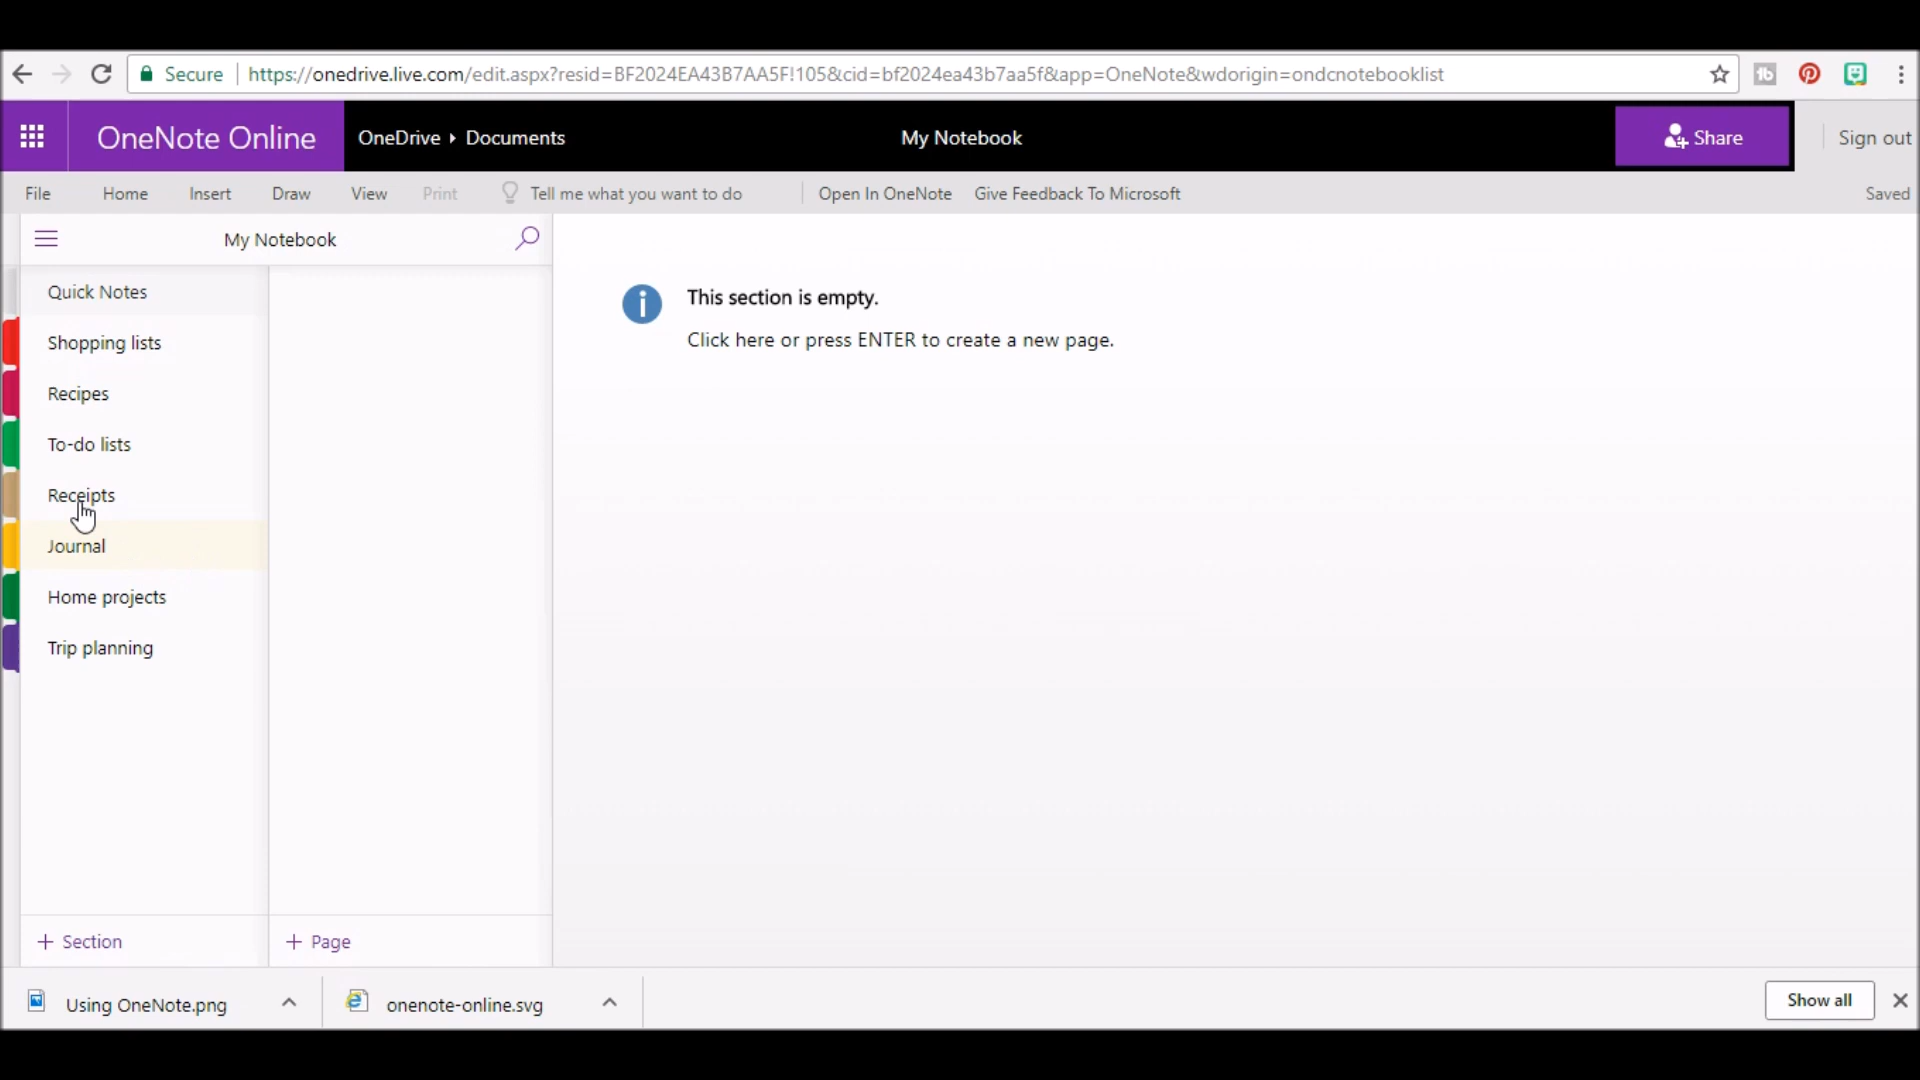 Secure https://onedrive.live.com/edit.aspx?resid=BF2024EA43B7AA5F!105&cid=bf2024ea43b7aa5f&app=OneNote&wdorigin=ondcnotebooklist
OneNote Online OneDrive Documents My Notebook Share Sign out
File Home Insert Draw View Print Tell me what you want to do Open In OneNote Give Feedback To Microsoft Saved
My Notebook
Quick Notes
Shopping lists
Recipes
To-do lists
Receipts
Journal
Home projects
Trip planning
This section is empty.
Click here or press ENTER to create a new page.
+ Section + Page
Using OneNote.png onenote-online.svg Show all